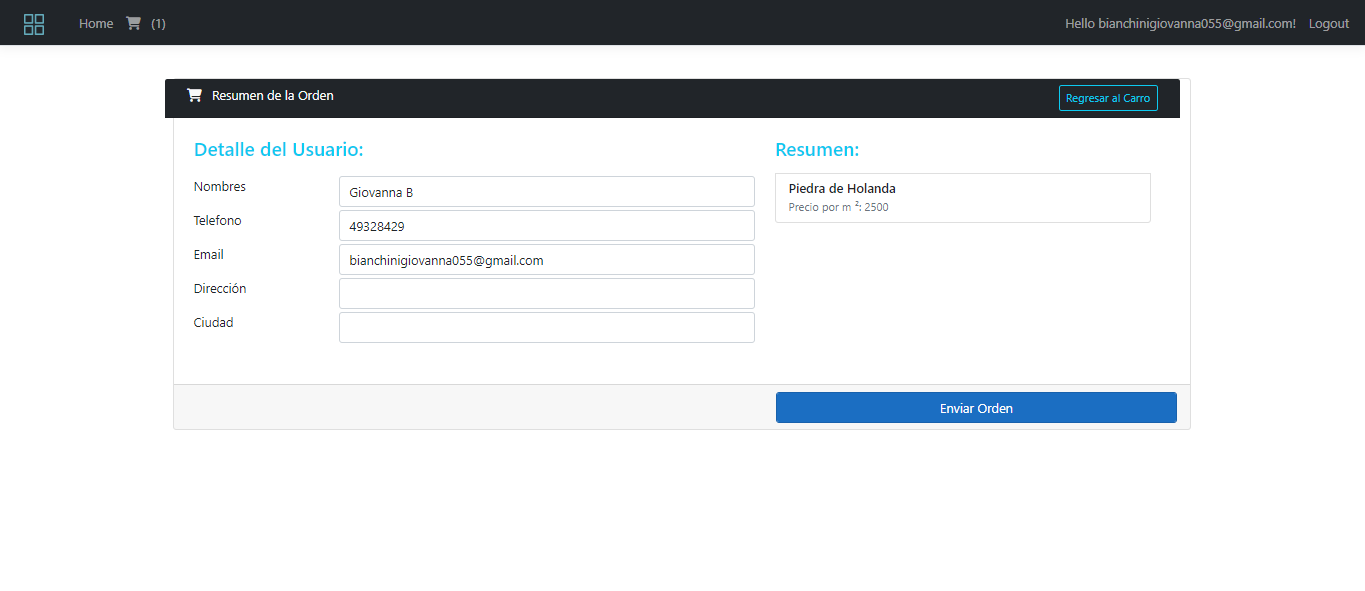 Home (1) Hello bianchinigiovanna055@gmail.com! Logout
Resumen de la Orden Regresar al Carro
Detalle del Usuario:
Nombres Giovanna B
Telefono 49328429
Email bianchinigiovanna055@gmail.com
Dirección
Ciudad
Resumen:
Piedra de Holanda
Precio por m ²: 2500
Enviar Orden